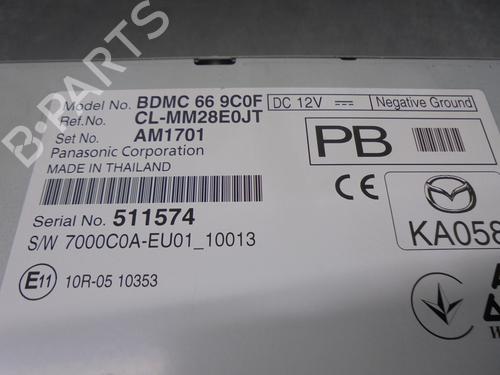 Model No. BDMC 66 9C0F DC 12V Negative Ground
Ref.No. CL-MM28E0JT
Set No. AM1701
Panasonic Corporation
MADE IN THAILAND
PB
CE
Serial No. 511574
S/W 7000C0A-EU01_10013
KA058
E11 10R-05 10353
B-PARTS